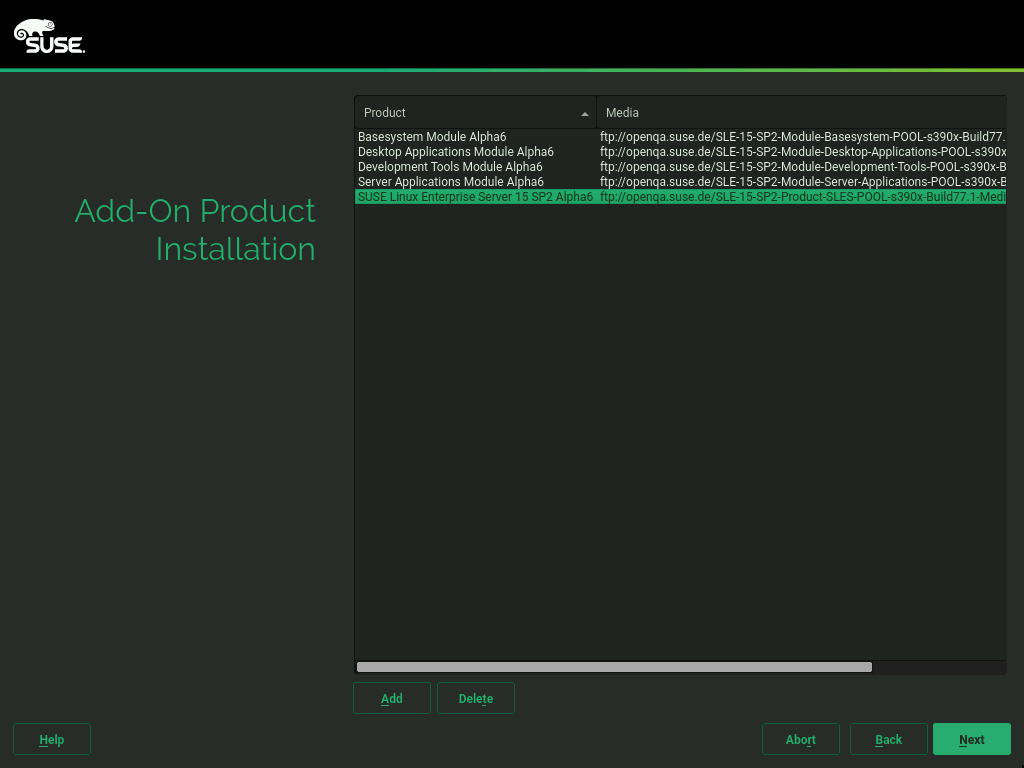 SUSE.
Add-On Product
Installation
Product Media
Basesystem Module Alpha6 ftp://openqa.suse.de/SLE-15-SP2-Module-Basesystem-POOL-s390x-Build77.
Desktop Applications Module Alpha6 ftp://openqa.suse.de/SLE-15-SP2-Module-Desktop-Applications-POOL-s390x
Development Tools Module Alpha6 ftp://openqa.suse.de/SLE-15-SP2-Module-Development-Tools-POOL-s390x-B
Server Applications Module Alpha6 ftp://openqa.suse.de/SLE-15-SP2-Module-Server-Applications-POOL-s390x-B
SUSE Linux Enterprise Server 15 SP2 Alpha6 ftp://openqa.suse.de/SLE-15-SP2-Product-SLES-POOL-s390x-Build77.1-Medi
Add Delete
Help Abort Back Next